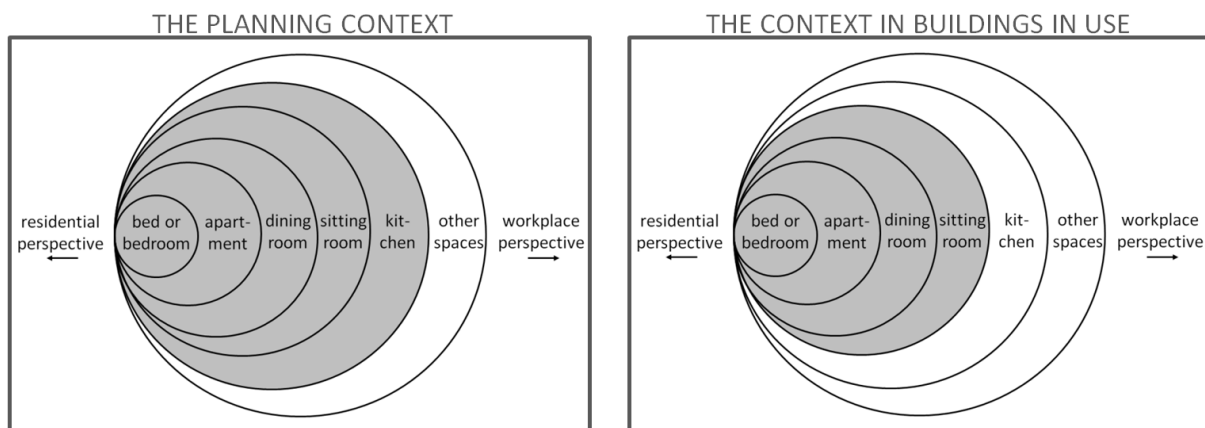 THE PLANNING CONTEXT
residential
perspective
bed or
bedroom
apart-
ment
dining
room
sitting
room
kit-
chen
other
spaces
workplace
perspective
THE CONTEXT IN BUILDINGS IN USE
residential
perspective
bed or
bedroom
apart-
ment
dining
room
sitting
room
kit-
chen
other
spaces
workplace
perspective